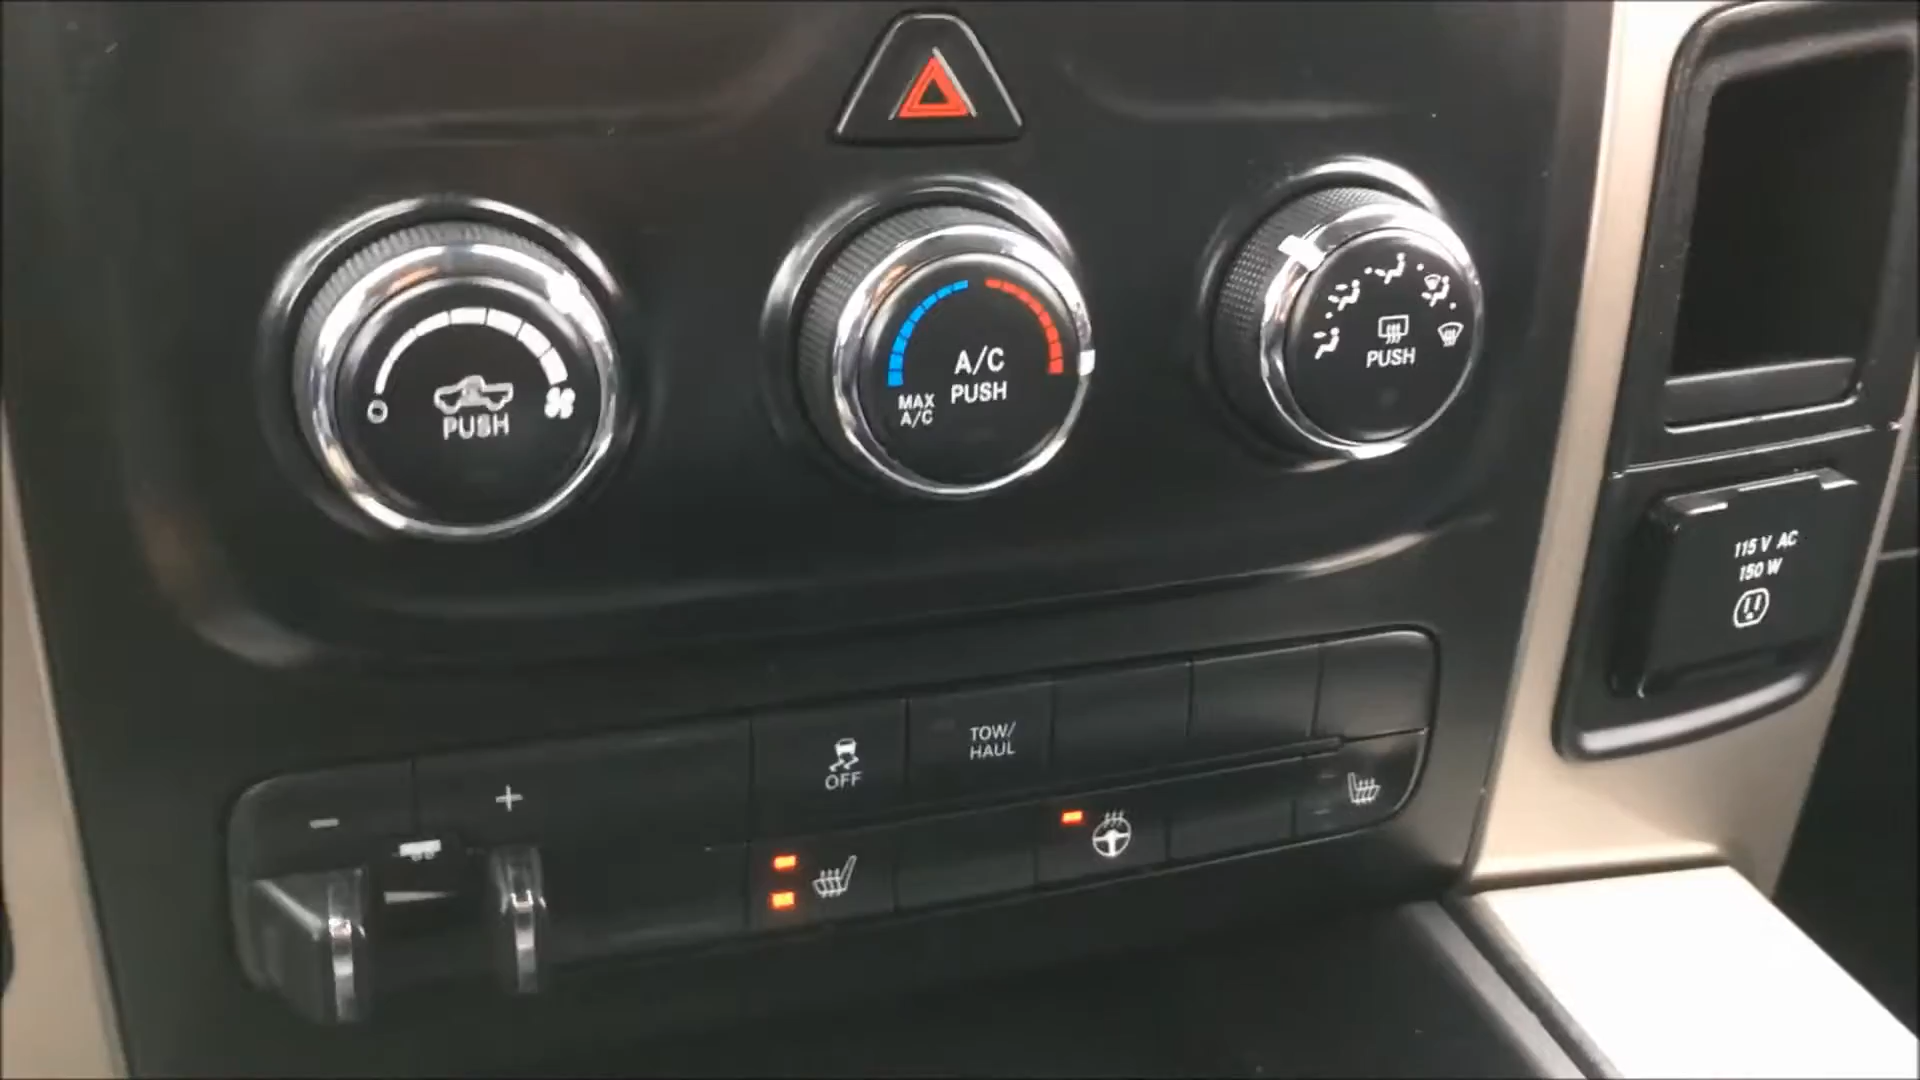 O
PUSH
A/C
PUSH
MAX
A/C
PUSH
115 V AC
150 W
OFF
TOW/
HAUL
-
+